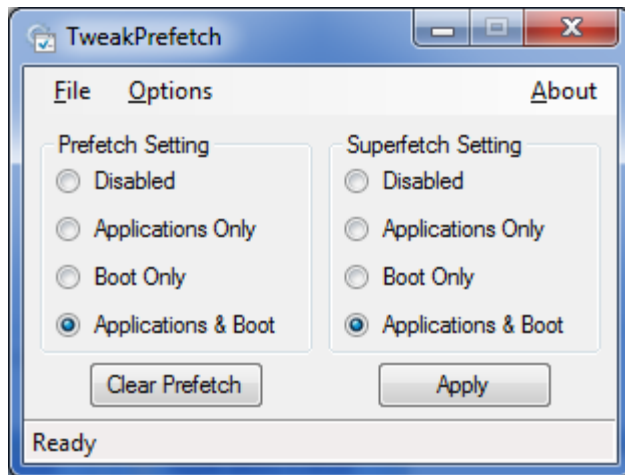 TweakPrefetch
File Options About
Prefetch Setting Superfetch Setting
Disabled Disabled
Applications Only Applications Only
Boot Only Boot Only
Applications & Boot Applications & Boot
Clear Prefetch Apply
Ready